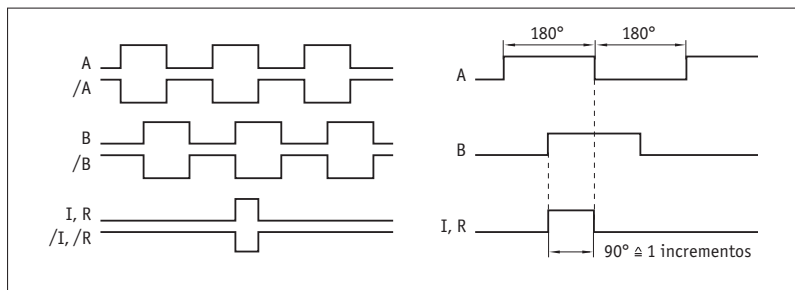 A
/A
B
/B
I, R
/I, /R
180° 180°
A
B
I, R
90° ≙ 1 incrementos